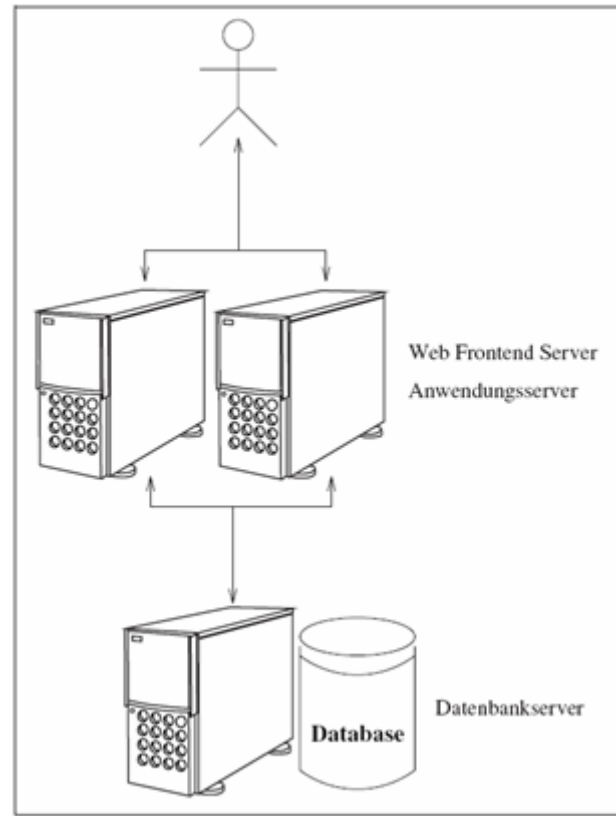 Web Frontend Server
Anwendungsserver
Database
Datenbankserver